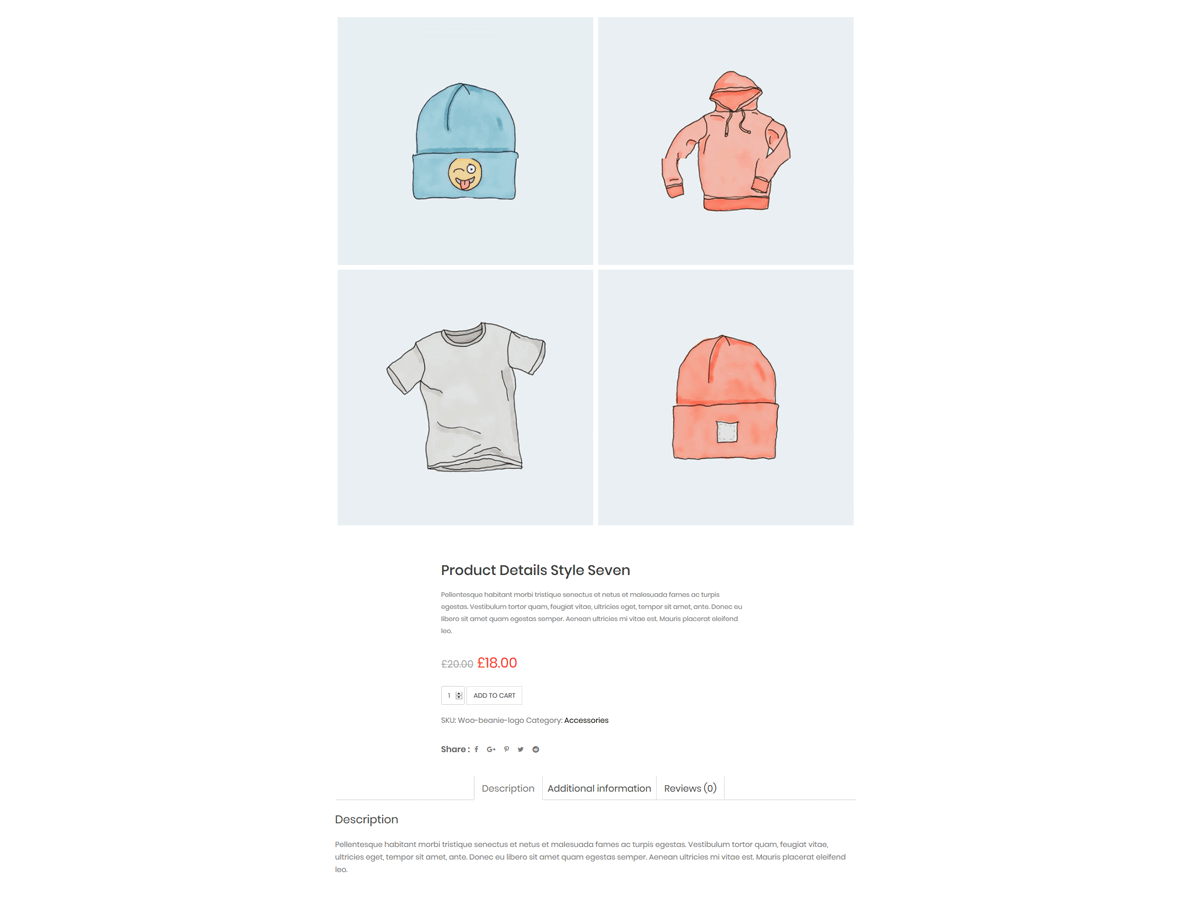 Product Details Style Seven
Pellentesque habitant morbi tristique senectus et netus et malesuada fames ac turpis
egestas. Vestibulum tortor quam, feugiat vitae, ultricies eget, tempor sit amet, ante. Donec eu
libero sit amet quam egestas semper. Aenean ultricies mi vitae est. Mauris placerat eleifend
leo.
£20.00 £18.00
1 ADD TO CART
SKU: Woo-beanie-logo Category: Accessories
Share :
Description Additional information Reviews (0)
Description
Pellentesque habitant morbi tristique senectus et netus et malesuada fames ac turpis egestas. Vestibulum tortor quam, feugiat vitae,
ultricies eget, tempor sit amet, ante. Donec eu libero sit amet quam egestas semper. Aenean ultricies mi vitae est. Mauris placerat eleifend
leo.